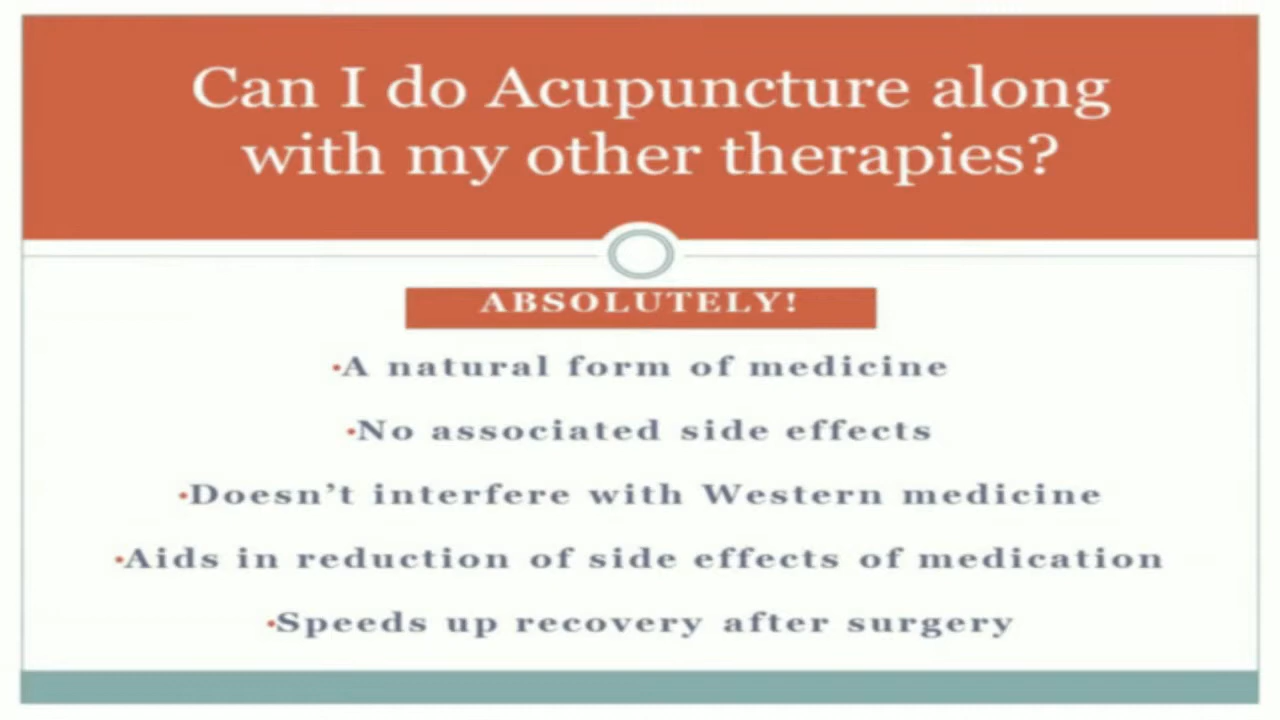 Can I do Acupuncture along
with my other therapies?
ABSOLUTELY!
•A natural form of medicine
•No associated side effects
•Doesn’t interfere with Western medicine
•Aids in reduction of side effects of medication
•Speeds up recovery after surgery